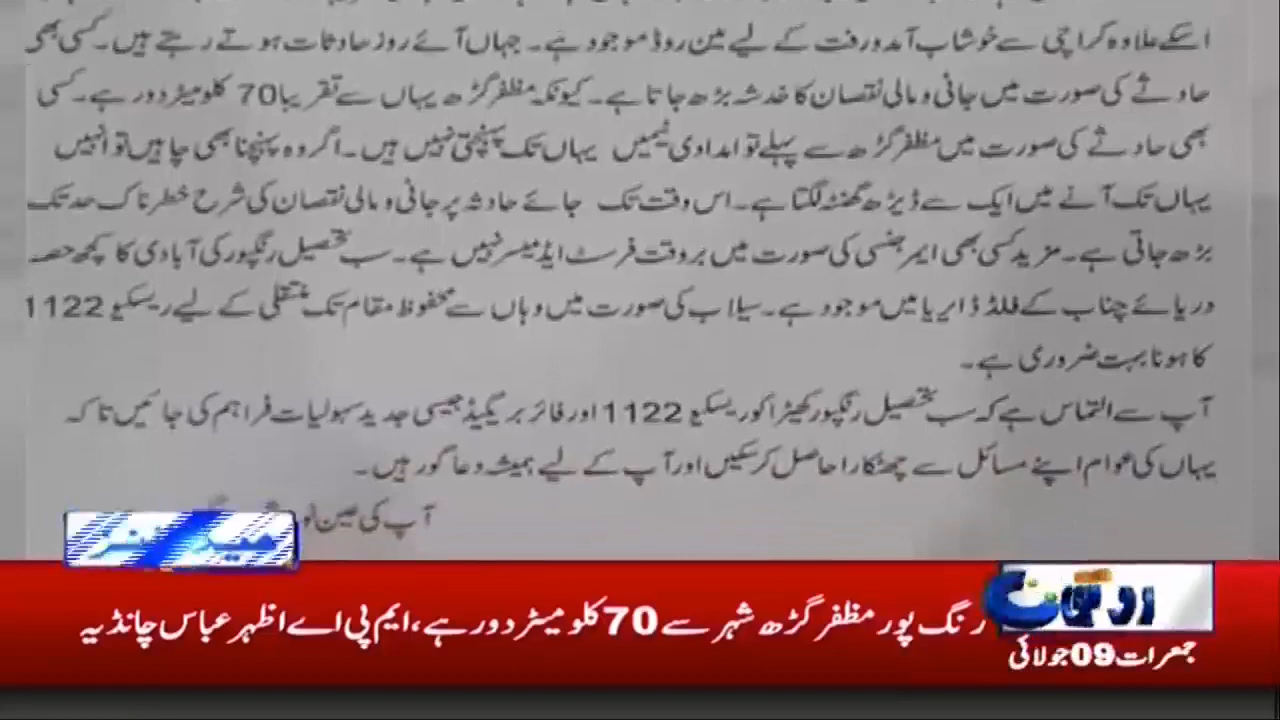 اسکے علاوہ کراچی سے خوشاب آمدورفت کے لیے مین روڈ موجود ہے۔ جہاں آئے روز حادثات ہوتے رہتے ہیں۔ کسی بھی
حادثے کی صورت میں جانی و مالی نقصان کا خدشہ بڑھ جاتا ہے۔ کیونکہ مظفرگڑھ یہاں سے تقریبا 70 کلومیٹر دور ہے۔ کسی
بھی حادثے کی صورت میں مظفرگڑھ سے پہلے تو امدادی ٹیمیں یہاں تک پہنچتی نہیں ہیں۔ اگر وہ پہنچنا بھی چاہیں تو انہیں
یہاں تک آنے میں ایک سے ڈیڑھ گھنٹہ لگتا ہے۔ اس وقت تک جائے حادثہ پر جانی و مالی نقصان کی شرح خطرناک حد تک
بڑھ جاتی ہے۔ مزید کسی بھی ایمرجنسی کی صورت میں بروقت فرسٹ ایڈ میسر نہیں ہے۔ سب تحصیل رنگپور کی آبادی کا کچھ حصہ
دریائے چناب کے فلڈ ایریا میں موجود ہے۔ سیلاب کی صورت میں وہاں سے محفوظ مقام تک منتقلی کے لیے ریسکیو 1122
کا ہونا بہت ضروری ہے۔
آپ سے التماس ہے کہ سب تحصیل رنگپور کھیڑا کو ریسکیو 1122 اور فائر بریگیڈ جیسی جدید سہولیات فراہم کی جائیں تاکہ
یہاں کی عوام اپنے مسائل سے چھٹکارا حاصل کر سکیں اور آپ کے لیے ہمیشہ دعا گو رہیں۔
آپ کی عین
رنگ پور مظفرگڑھ شہر سے 70 کلومیٹر دور ہے، ایم پی اے اظہر عباس چانڈیہ
جمعرات 09 جولائی